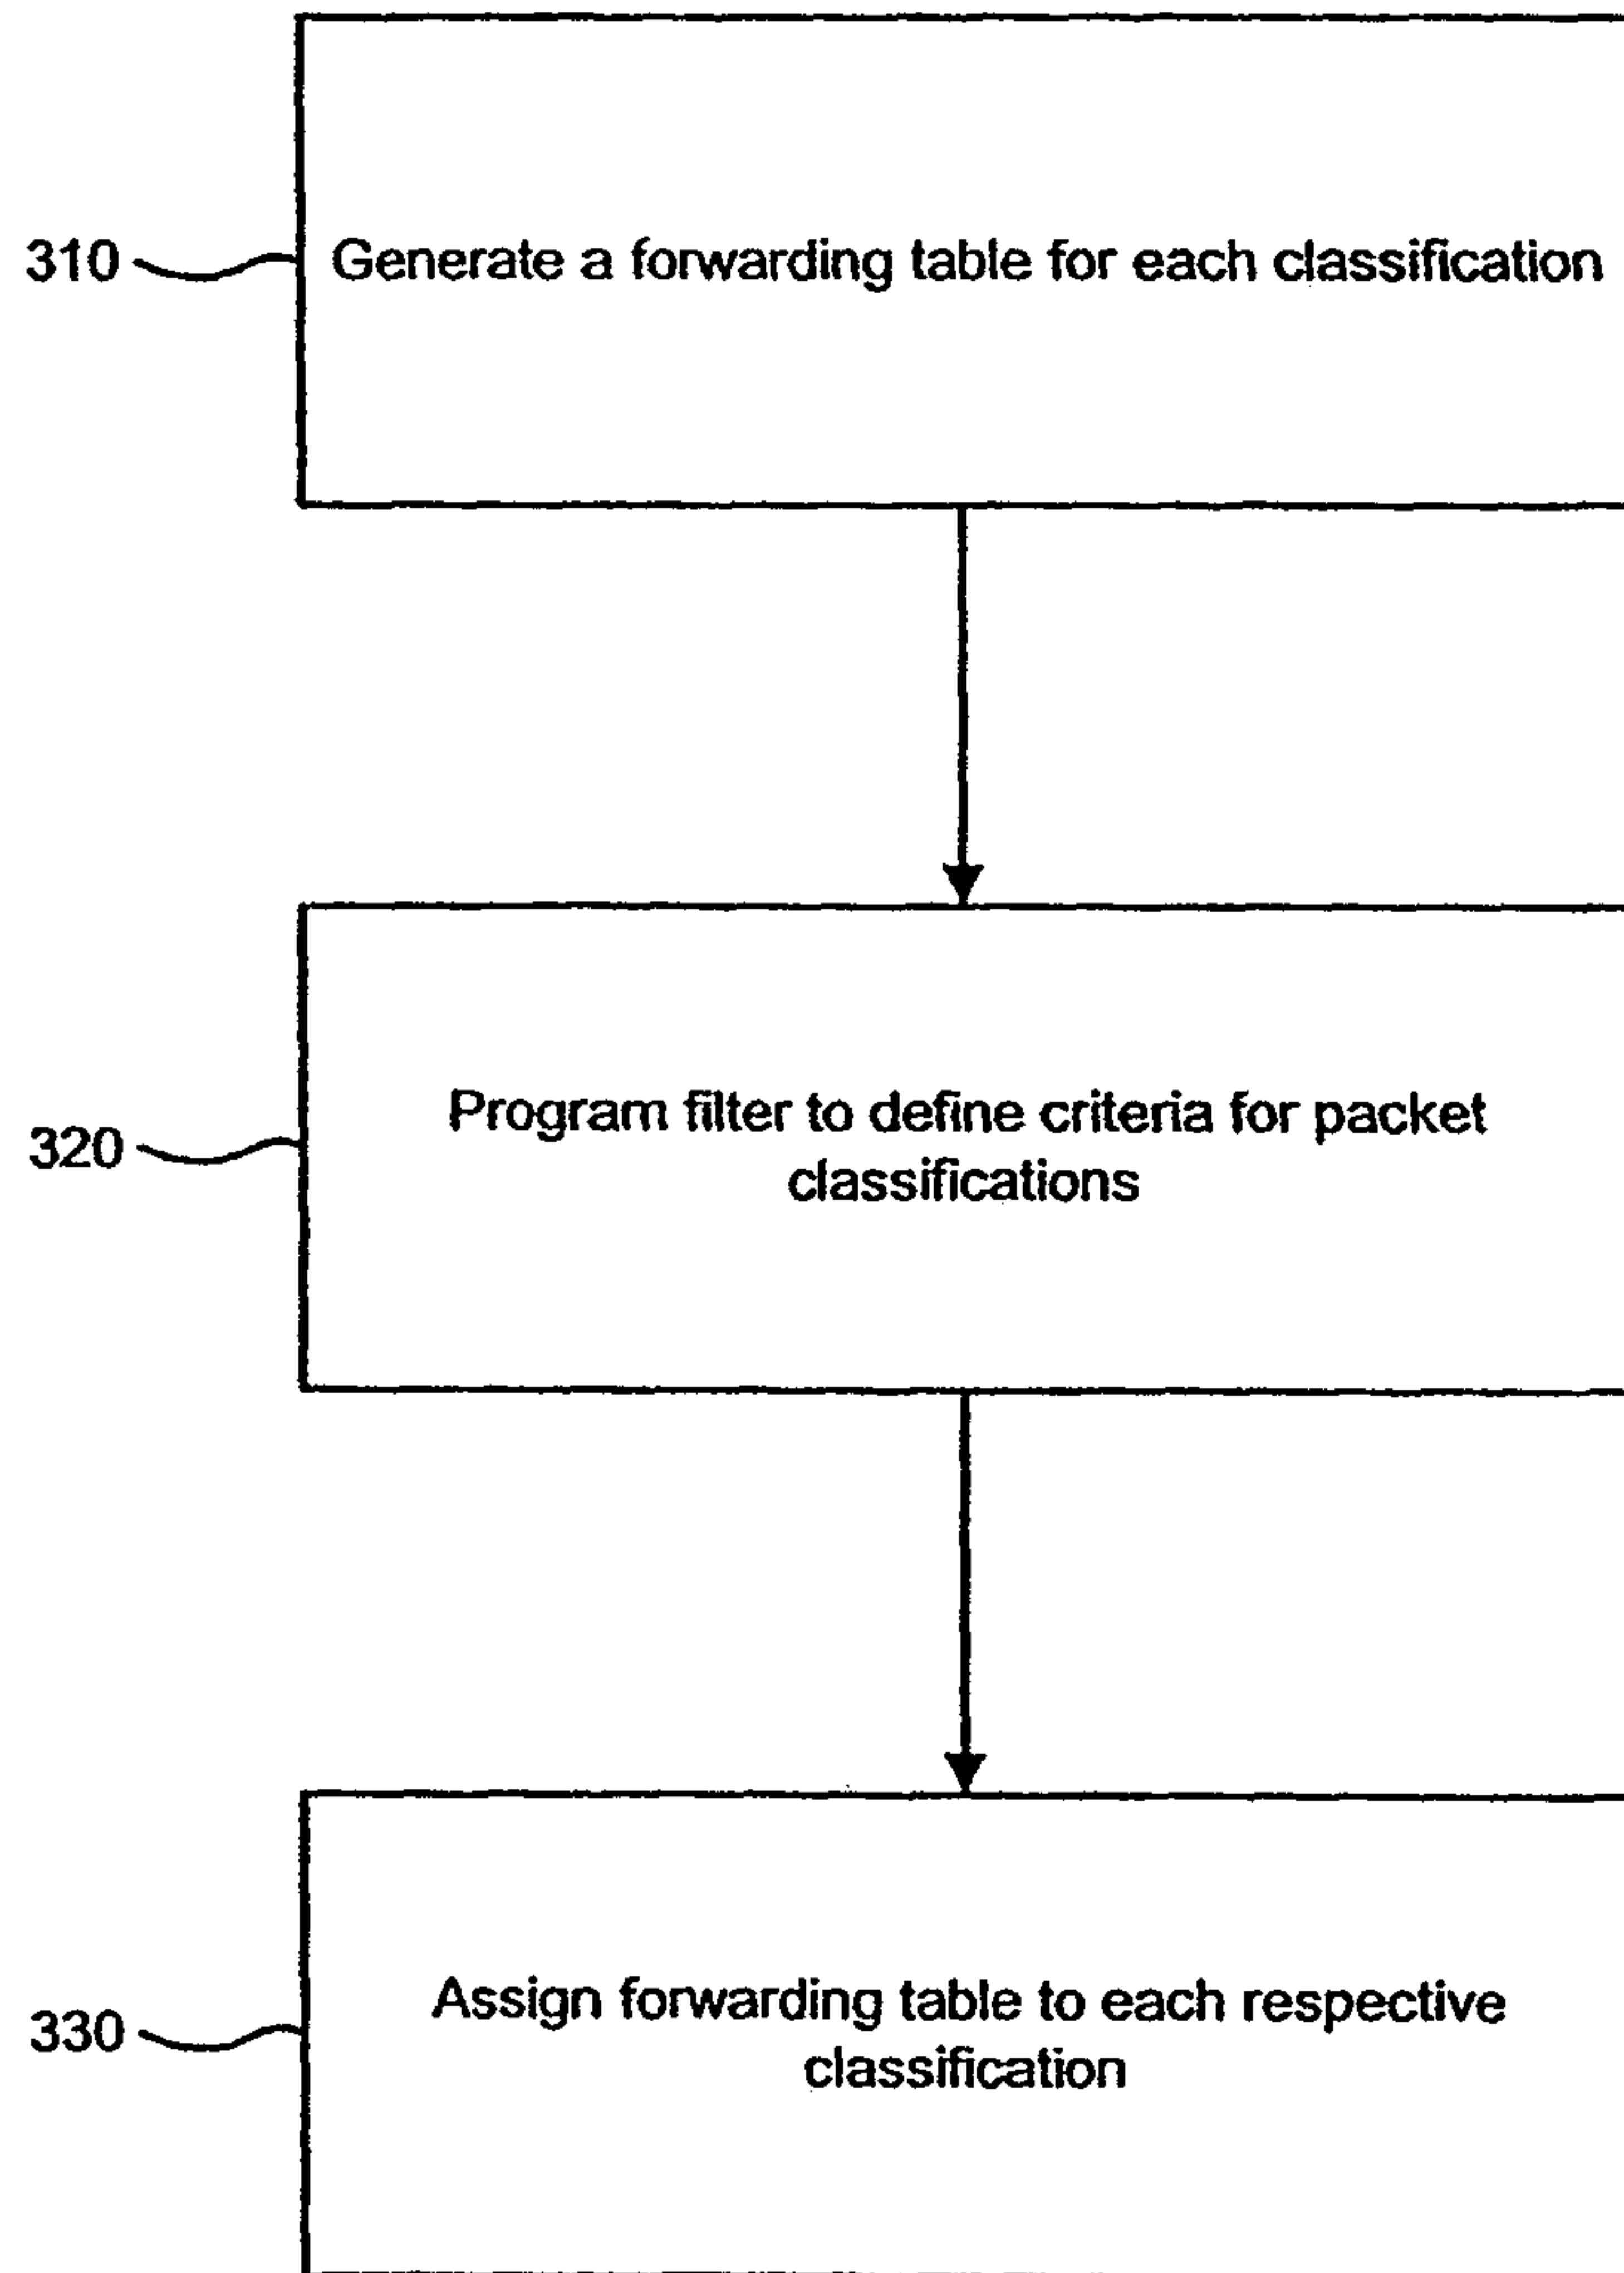 310
Generate a forwarding table for each classification
320
Program filter to define criteria for packet
classifications
330
Assign forwarding table to each respective
classification